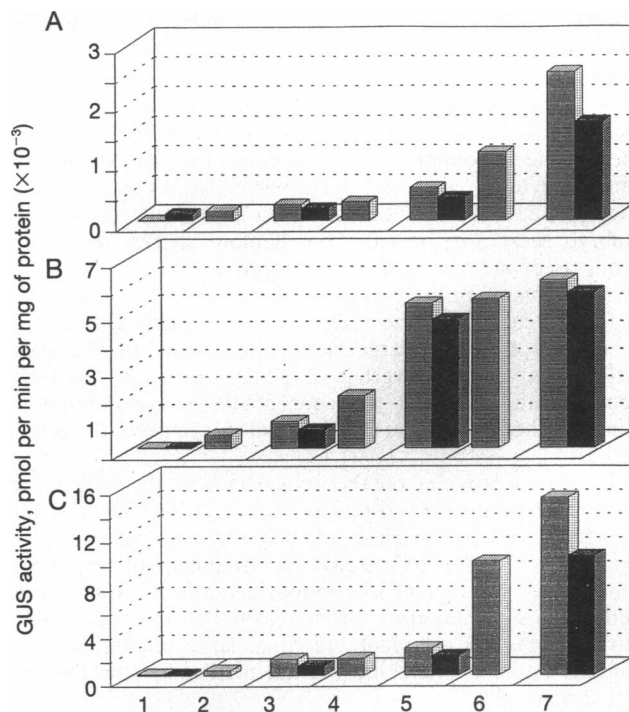 A
3
2
1
0
B
7
5
3
1
C
16
12
8
4
0
1 2 3 4 5 6 7
GUS activity, pmol per min per mg of protein (×10⁻³)